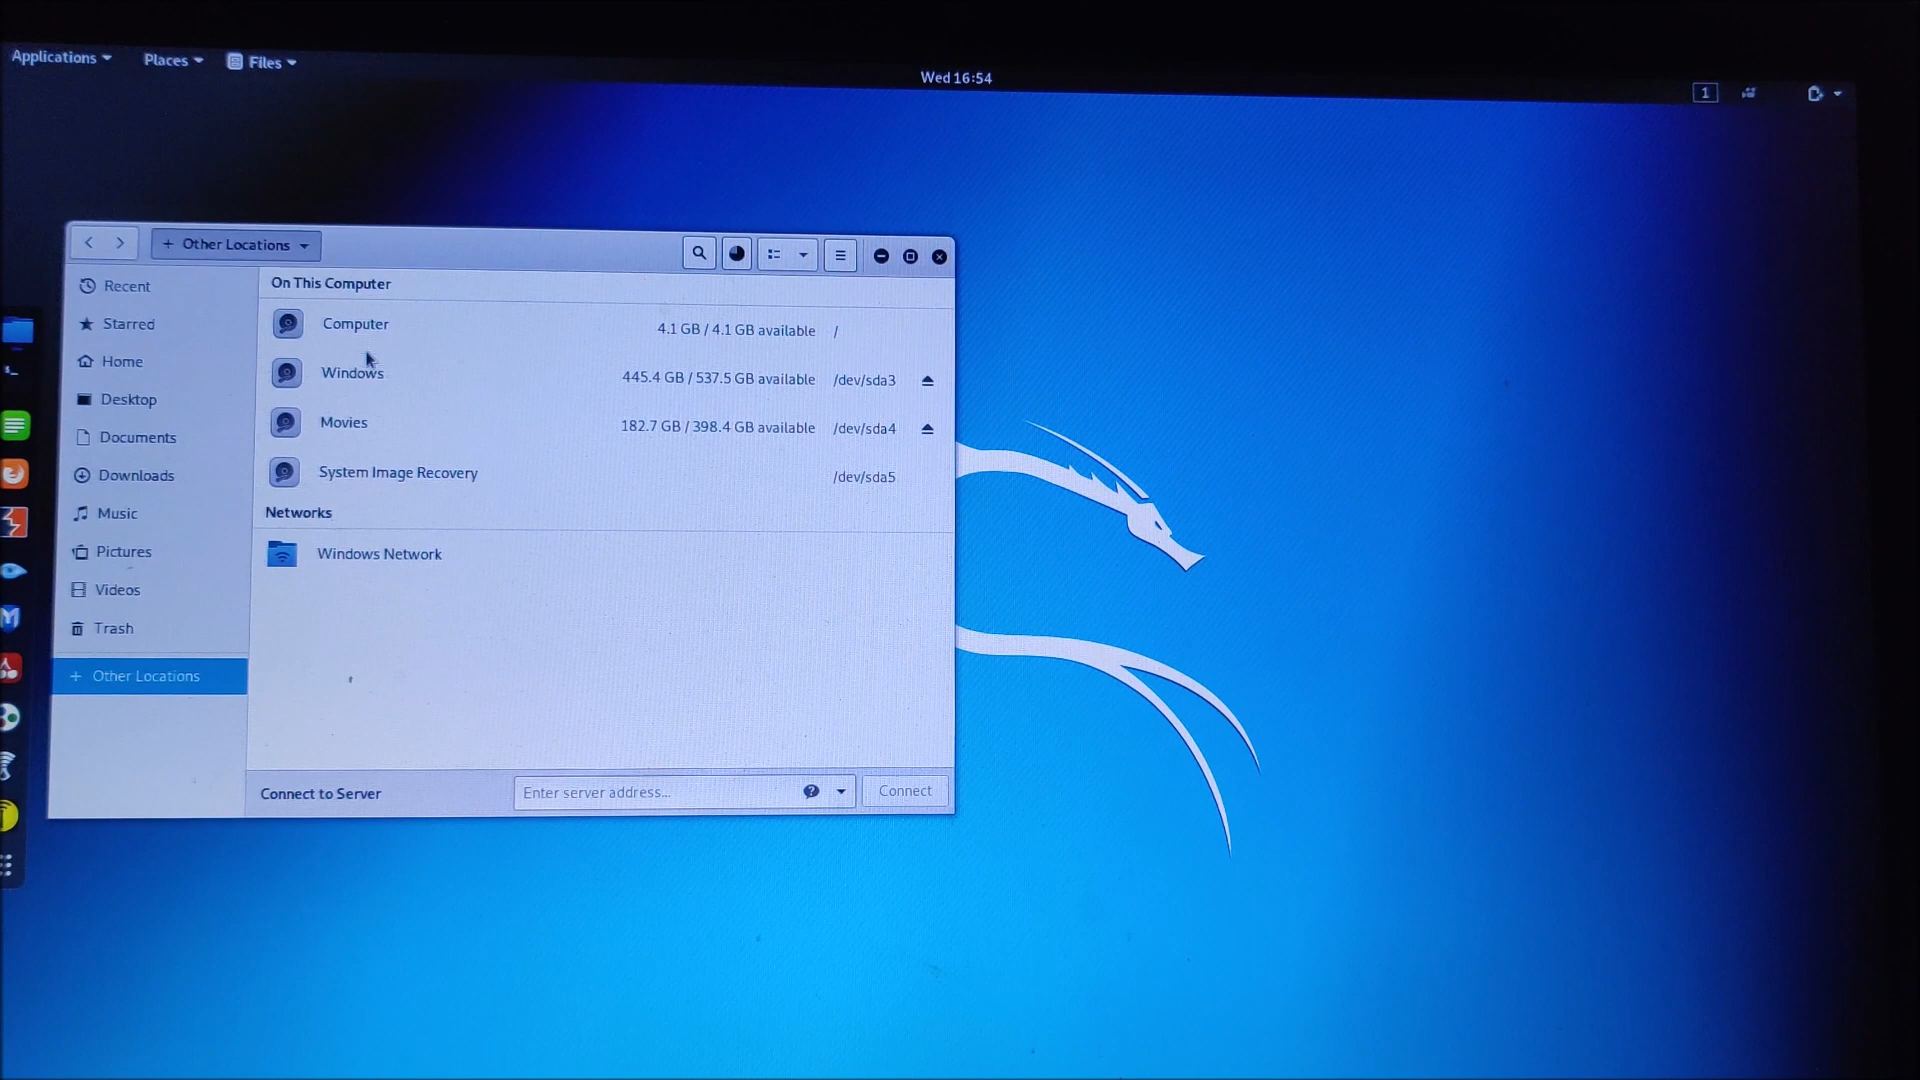 Applications Places Files Wed 16:54 1
Other Locations
Recent
Starred
Home
Desktop
Documents
Downloads
Music
Pictures
Videos
Trash
+ Other Locations
On This Computer
Computer 4.1 GB / 4.1 GB available /
Windows 445.4 GB / 537.5 GB available /dev/sda3
Movies 182.7 GB / 398.4 GB available /dev/sda4
System Image Recovery /dev/sda5
Networks
Windows Network
Connect to Server Enter server address... ? Connect